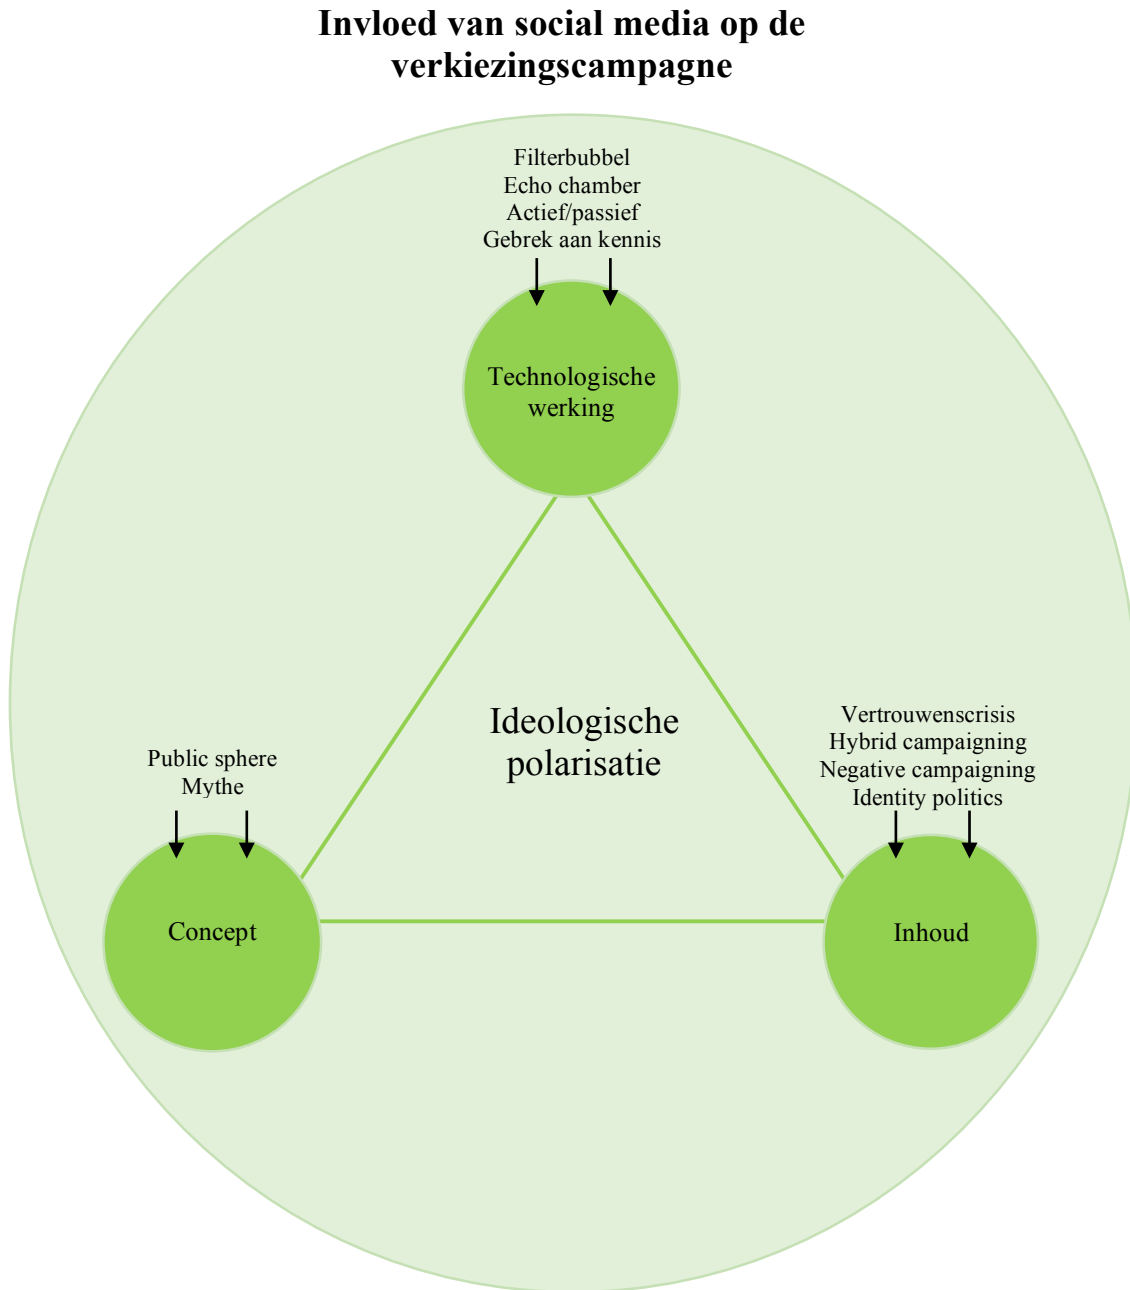 Invloed van social media op de
verkiezingscampagne
Filterbubbel
Echo chamber
Actief/passief
Gebrek aan kennis
Technologische
werking
Ideologische
polarisatie
Public sphere
Mythe
Concept
Vertrouwenscrisis
Hybrid campaigning
Negative campaigning
Identity politics
Inhoud